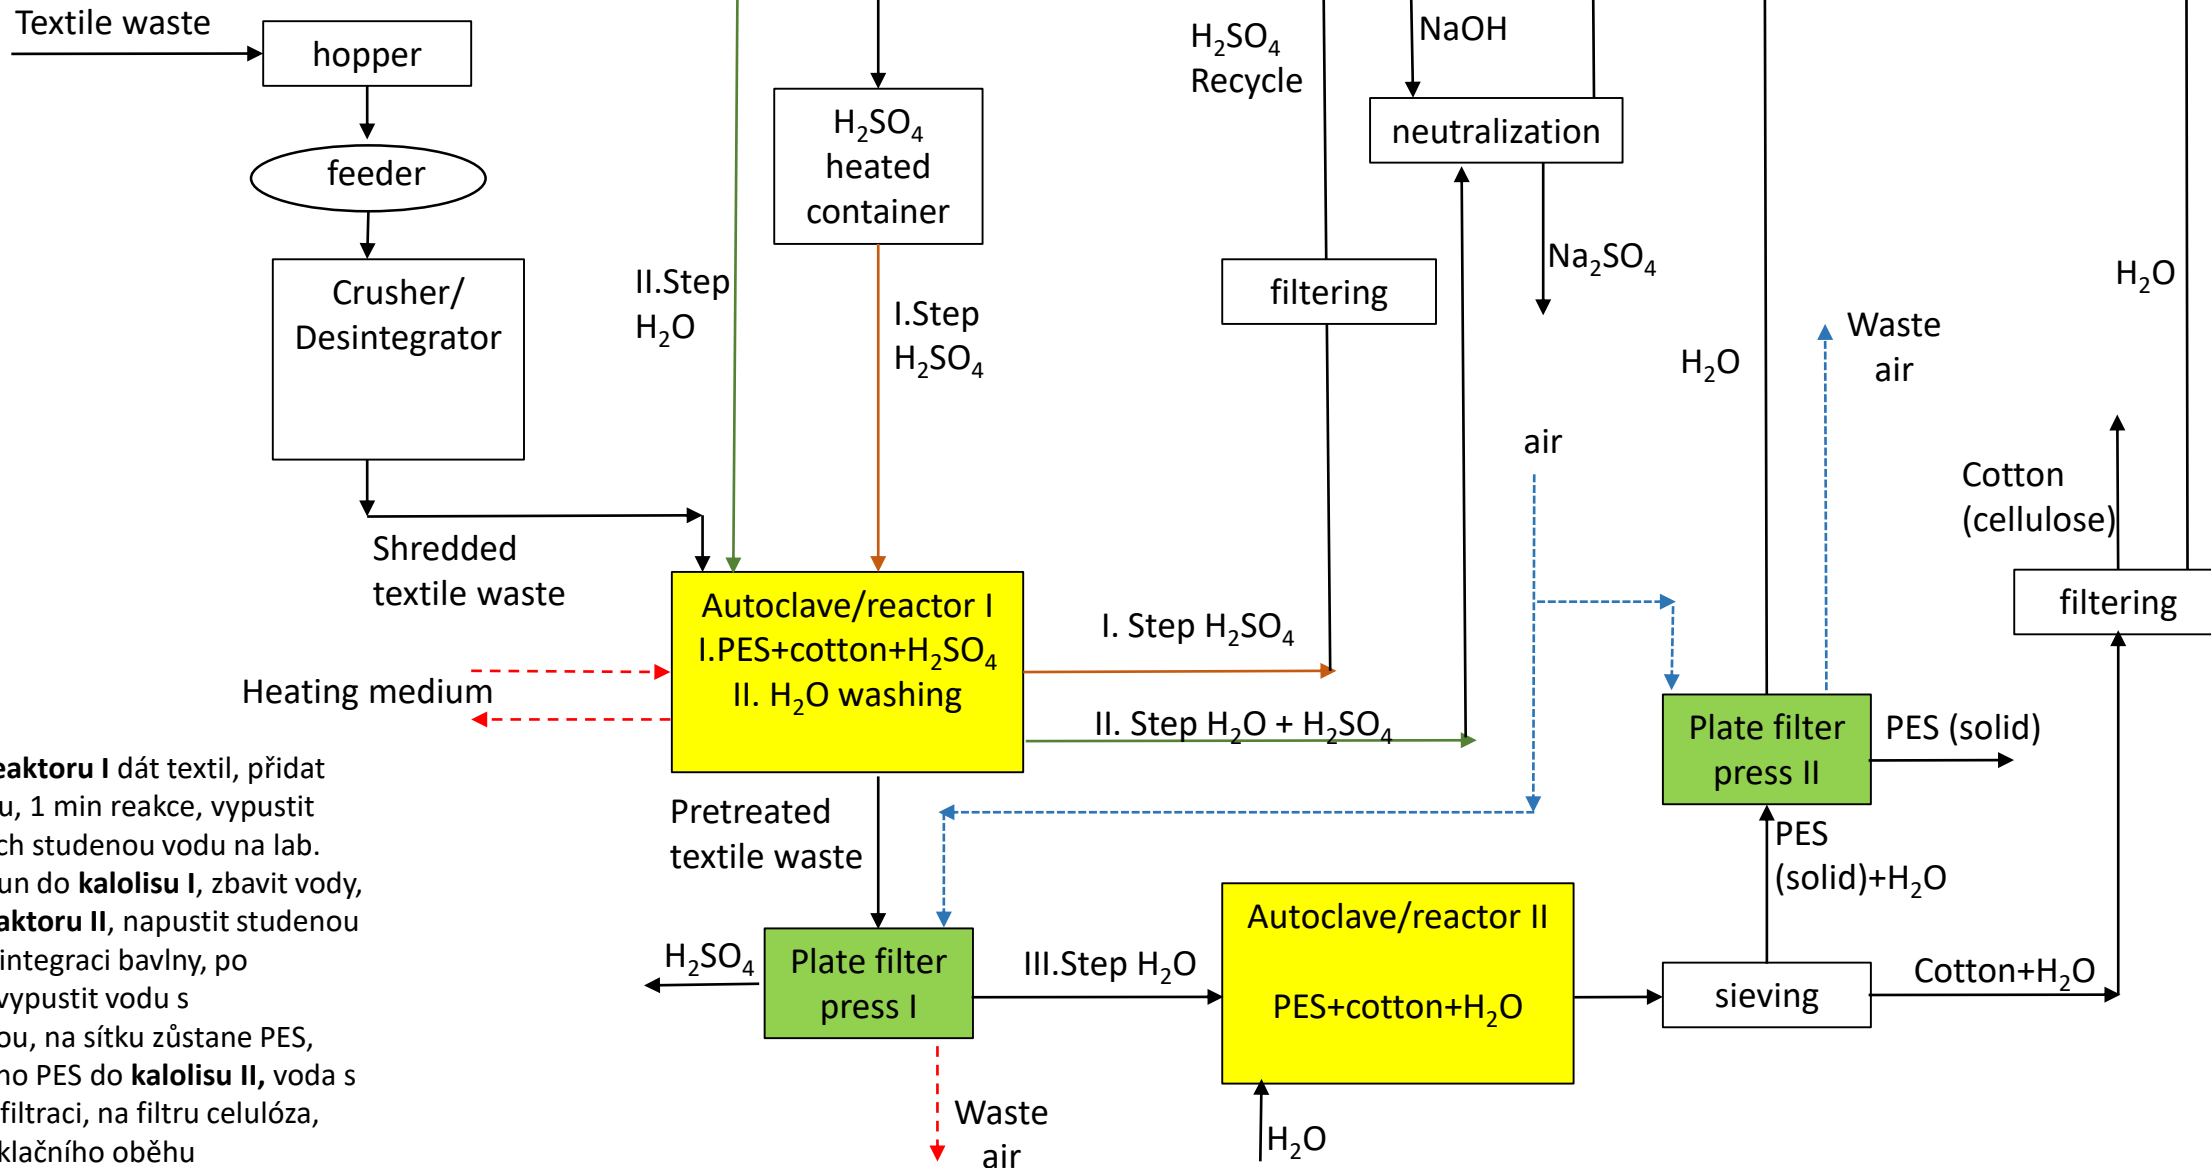 Textile waste
hopper
feeder
Crusher/
Desintegrator
Shredded
textile waste
II.Step
H₂O
H₂SO₄
heated
container
I.Step
H₂SO₄
H₂SO₄
Recycle
filtering
NaOH
neutralization
Na₂SO₄
air
H₂O
Waste
air
H₂O
Cotton
(cellulose)
filtering
Autoclave/reactor I
I.PES+cotton+H₂SO₄
II. H₂O washing
Heating medium
I. Step H₂SO₄
II. Step H₂O + H₂SO₄
Pretreated
textile waste
Plate filter
press II
PES (solid)
PES
(solid)+H₂O
H₂SO₄
Plate filter
press I
III.Step H₂O
Autoclave/reactor II
PES+cotton+H₂O
sieving
Cotton+H₂O
Waste
air
H₂O
eaktoru I dát textil, přidat
u, 1 min reakce, vypustit
ch studenou vodu na lab.
un do kalolisu I, zbavit vody,
aktoru II, napustit studenou
integraci bavlny, po
vypustit vodu s
ou, na sítku zůstane PES,
no PES do kalolisu II, voda s
filtraci, na filtru celulóza,
klačního oběhu